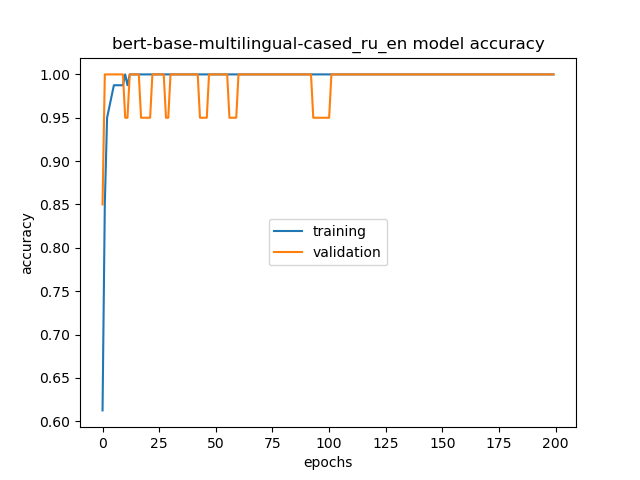 bert-base-multilingual-cased_ru_en model accuracy
1.00
0.95
0.90
0.85
0.80
0.75
0.70
0.65
0.60
accuracy
training
validation
0 25 50 75 100 125 150 175 200
epochs